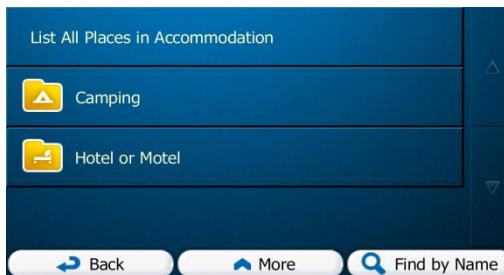 List All Places in Accommodation
Camping
Hotel or Motel
Back
More
Find by Name